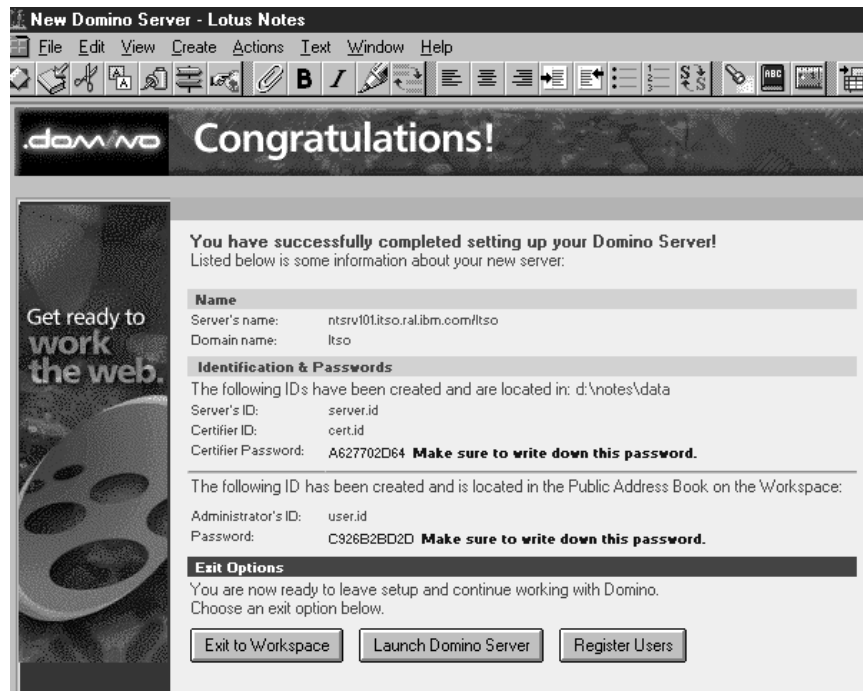 New Domino Server - Lotus Notes
File Edit View Create Actions Text Window Help
.domino
Congratulations!
Get ready to
work
the web.
You have successfully completed setting up your Domino Server!
Listed below is some information about your new server:
Name
Server's name: ntsrv101.itso.ral.ibm.com/Itso
Domain name: Itso
Identification & Passwords
The following IDs have been created and are located in: d:\notes\data
Server's ID: server.id
Certifier ID: cert.id
Certifier Password: A627702D64 Make sure to write down this password.
The following ID has been created and is located in the Public Address Book on the Workspace:
Administrator's ID: user.id
Password: C926B2BD2D Make sure to write down this password.
Exit Options
You are now ready to leave setup and continue working with Domino.
Choose an exit option below.
Exit to Workspace Launch Domino Server Register Users